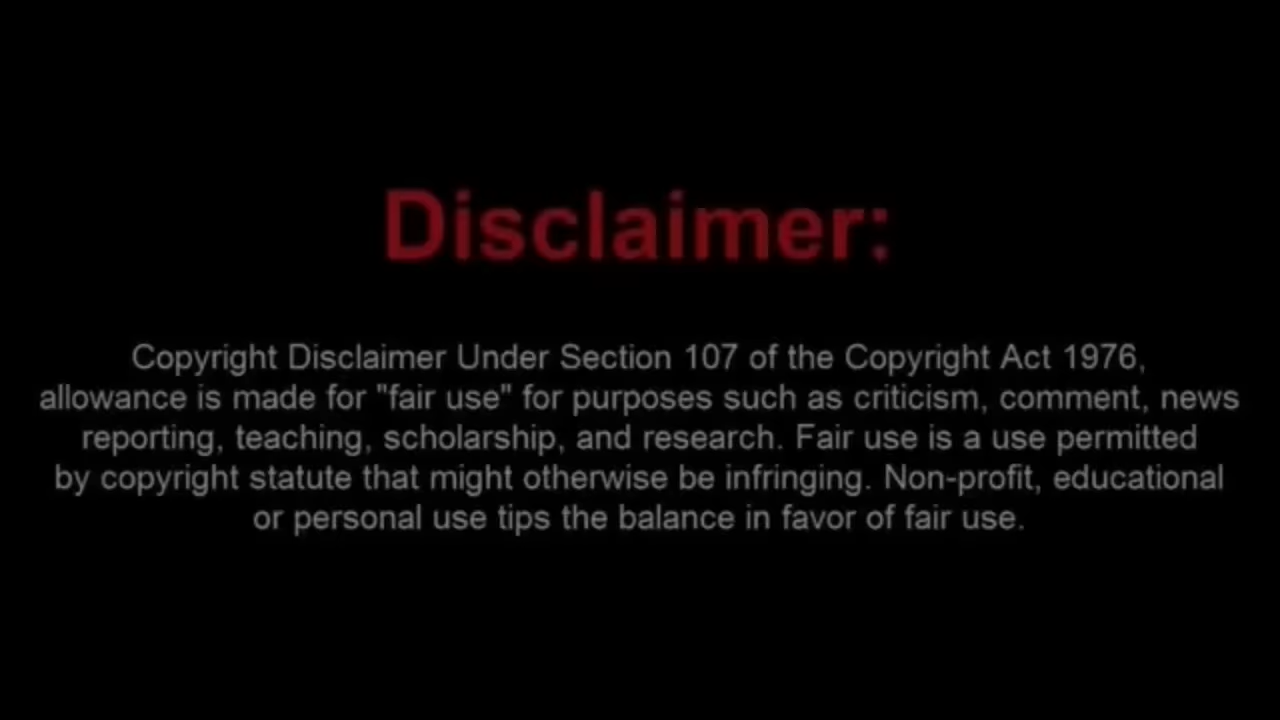 Disclaimer:
Copyright Disclaimer Under Section 107 of the Copyright Act 1976,
allowance is made for "fair use" for purposes such as criticism, comment, news
reporting, teaching, scholarship, and research. Fair use is a use permitted
by copyright statute that might otherwise be infringing. Non-profit, educational
or personal use tips the balance in favor of fair use.